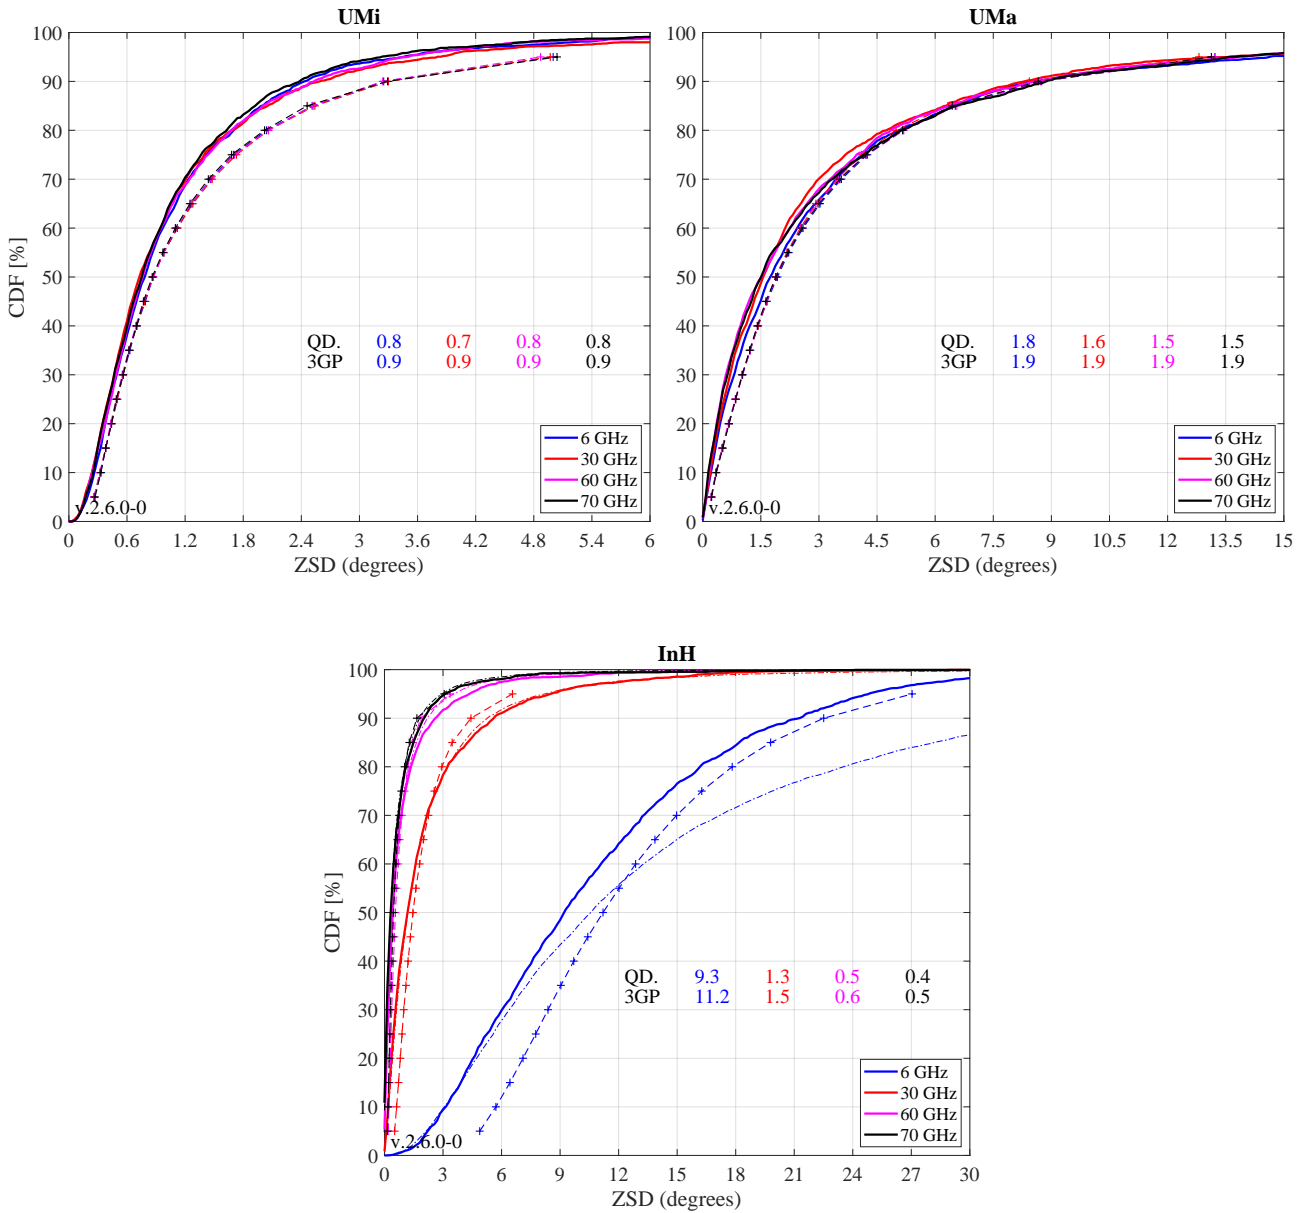 UMi
100
90
80
70
60
50
40
30
20
10
0
CDF [%]
QD. 0.8 0.7 0.8 0.8
3GP 0.9 0.9 0.9 0.9
6 GHz
30 GHz
60 GHz
70 GHz
v.2.6.0-0
0 0.6 1.2 1.8 2.4 3 3.6 4.2 4.8 5.4 6
ZSD (degrees)
UMa
100
90
80
70
60
50
40
30
20
10
0
QD. 1.8 1.6 1.5 1.5
3GP 1.9 1.9 1.9 1.9
6 GHz
30 GHz
60 GHz
70 GHz
v.2.6.0-0
0 1.5 3 4.5 6 7.5 9 10.5 12 13.5 15
ZSD (degrees)
InH
100
90
80
70
60
50
40
30
20
10
0
CDF [%]
QD. 9.3 1.3 0.5 0.4
3GP 11.2 1.5 0.6 0.5
6 GHz
30 GHz
60 GHz
70 GHz
v.2.6.0-0
0 3 6 9 12 15 18 21 24 27 30
ZSD (degrees)